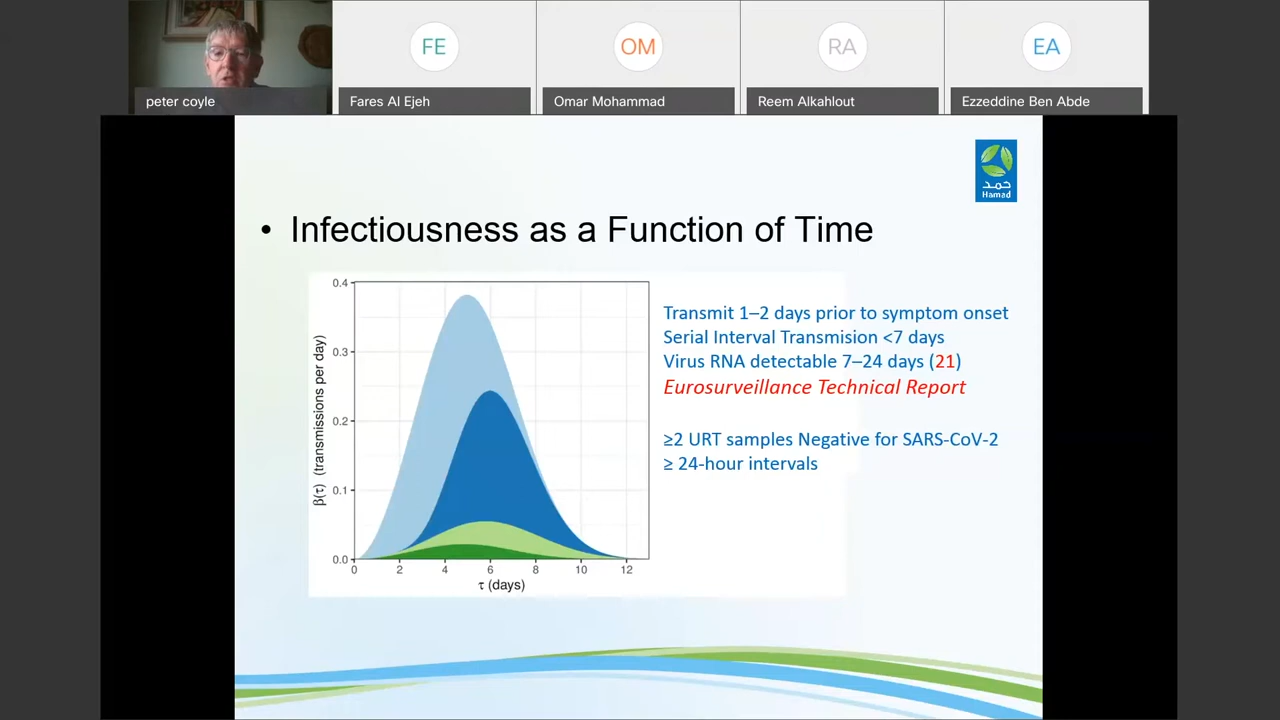 FE
OM
RA
EA
peter coyle
Fares Al Ejeh
Omar Mohammad
Reem Alkahlout
Ezzeddine Ben Abde
حمد
Hamad
• Infectiousness as a Function of Time
0.4
0.3
0.2
0.1
0.0
β(τ) (transmissions per day)
0 2 4 6 8 10 12
τ (days)
Transmit 1–2 days prior to symptom onset
Serial Interval Transmision <7 days
Virus RNA detectable 7–24 days (21)
Eurosurveillance Technical Report
≥2 URT samples Negative for SARS-CoV-2
≥ 24-hour intervals